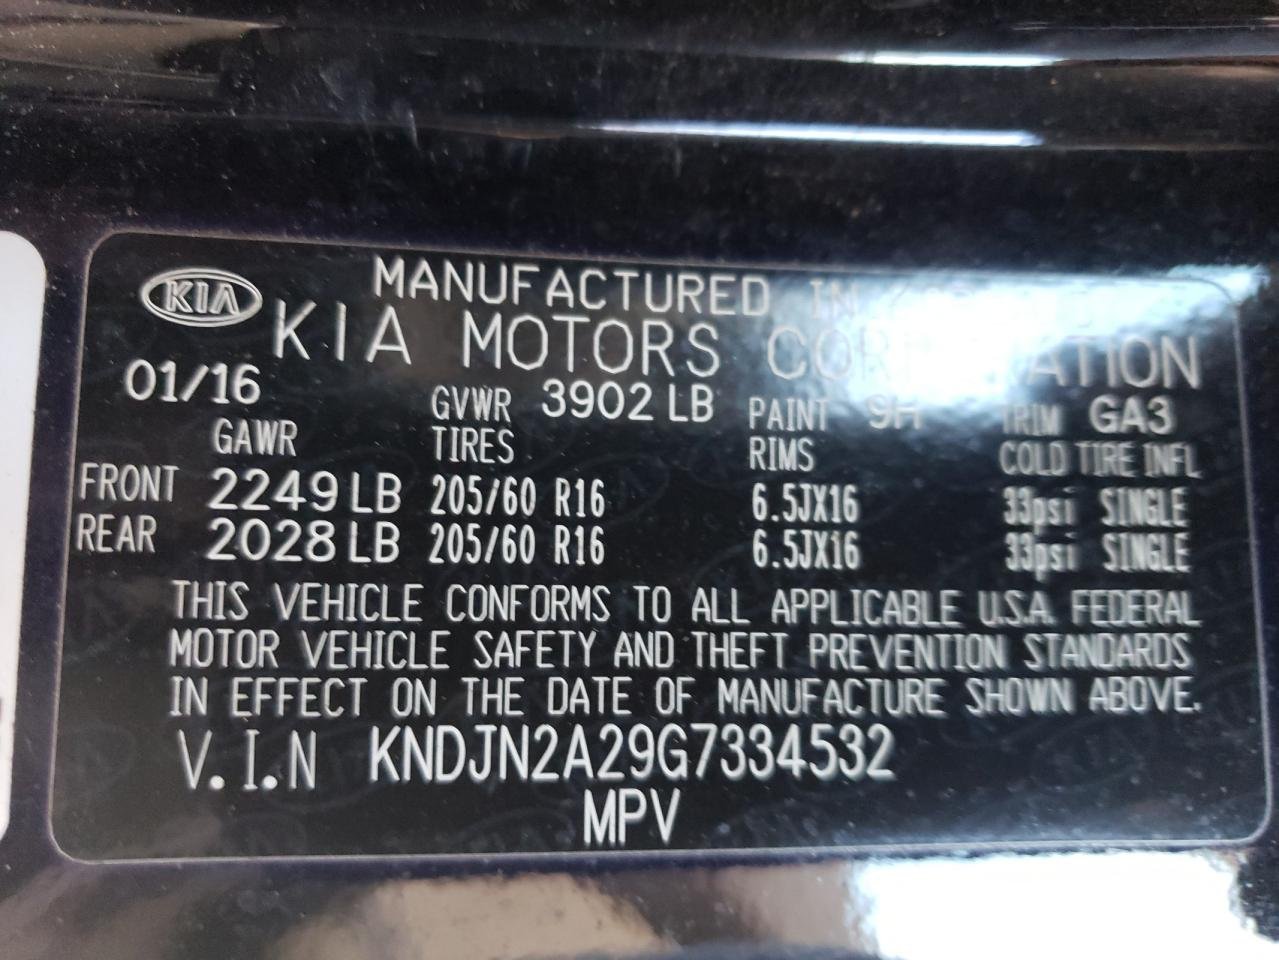 KIA MANUFACTURED IN
KIA MOTORS CORPORATION
01/16 GVWR 3902 LB PAINT 9H TRIM GA3
GAWR TIRES RIMS COLD TIRE INFL
FRONT 2249 LB 205/60 R16 6.5JX16 33psi SINGLE
REAR 2028 LB 205/60 R16 6.5JX16 33psi SINGLE
THIS VEHICLE CONFORMS TO ALL APPLICABLE U.S.A. FEDERAL
MOTOR VEHICLE SAFETY AND THEFT PREVENTION STANDARDS
IN EFFECT ON THE DATE OF MANUFACTURE SHOWN ABOVE.
V.I.N KNDJN2A29G7334532
MPV